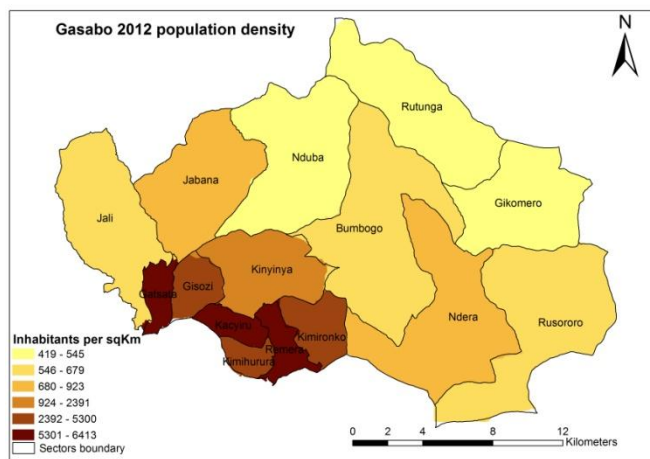 Gasabo 2012 population density
N
Rutunga
Nduba
Jabana
Gikomero
Jali
Bumbogo
Kinyinya
Gisozi
Gatsata
Ndera
Rusororo
Kacyiru
Kimironko
Remera
Kimihurura
Inhabitants per sqKm
419 - 545
546 - 679
680 - 923
924 - 2391
2392 - 5300
5301 - 6413
Sectors boundary
0 2 4 8 12
Kilometers